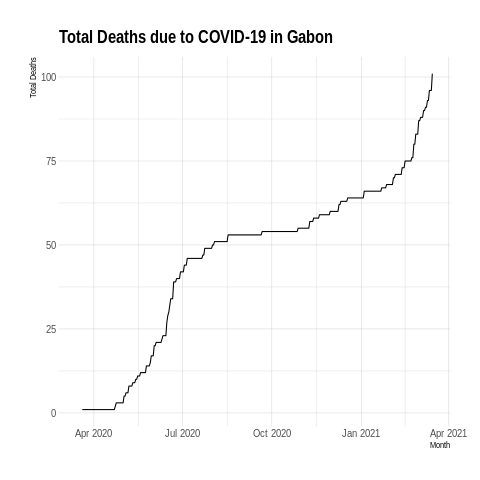 Total Deaths due to COVID-19 in Gabon
Total Deaths
100
75
50
25
0
Apr 2020 Jul 2020 Oct 2020 Jan 2021 Apr 2021
Month